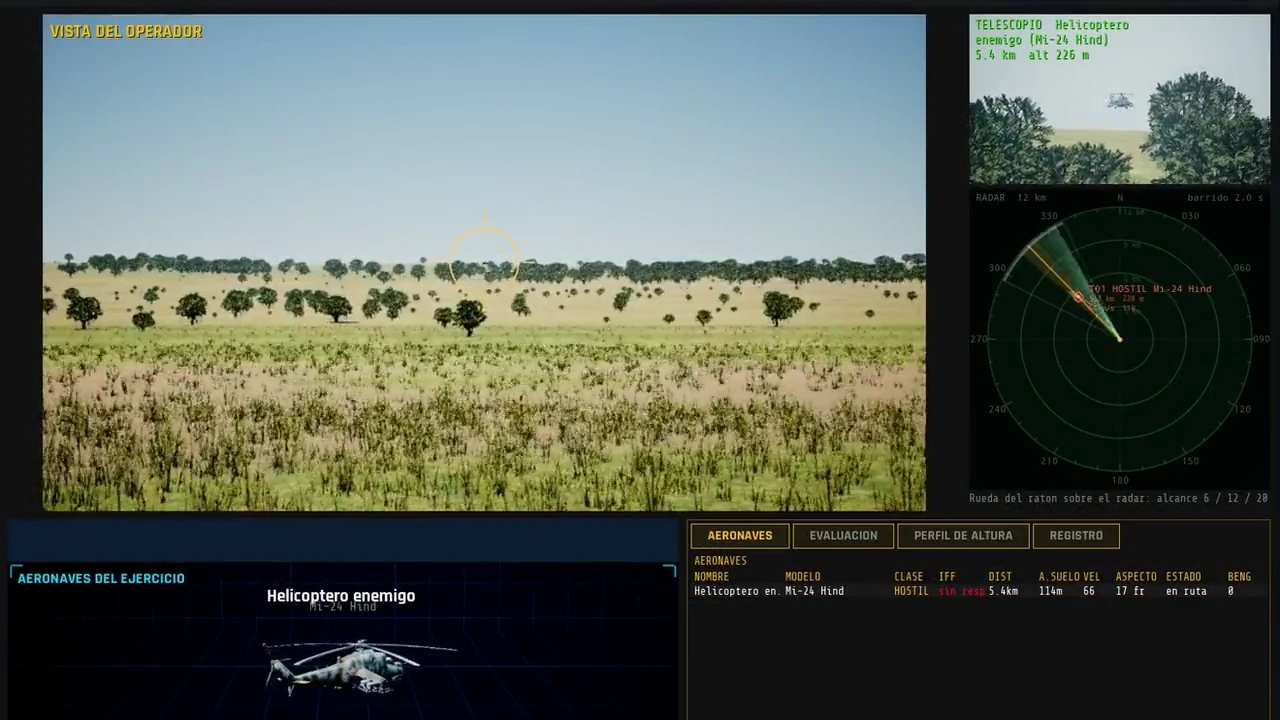 VISTA DEL OPERADOR
TELESCOPIO Helicoptero
enemigo (Mi-24 Hind)
5.4 km alt 226 m
RADAR 12 km
N
barrido 2.0 s
330
030
12 km
300
060
T01 HOSTIL Mi-24 Hind
228 m
270
090
240
120
210
150
180
Rueda del raton sobre el radar: alcance 6 / 12 / 20
AERONAVES
EVALUACION
PERFIL DE ALTURA
REGISTRO
AERONAVES
NOMBRE MODELO CLASE IFF DIST A.SUELO VEL ASPECTO ESTADO BENG
Helicoptero en. Mi-24 Hind HOSTIL sin resp 5.4km 114m 66 17 fr en ruta 0
AERONAVES DEL EJERCICIO
Helicoptero enemigo
Mi-24 Hind